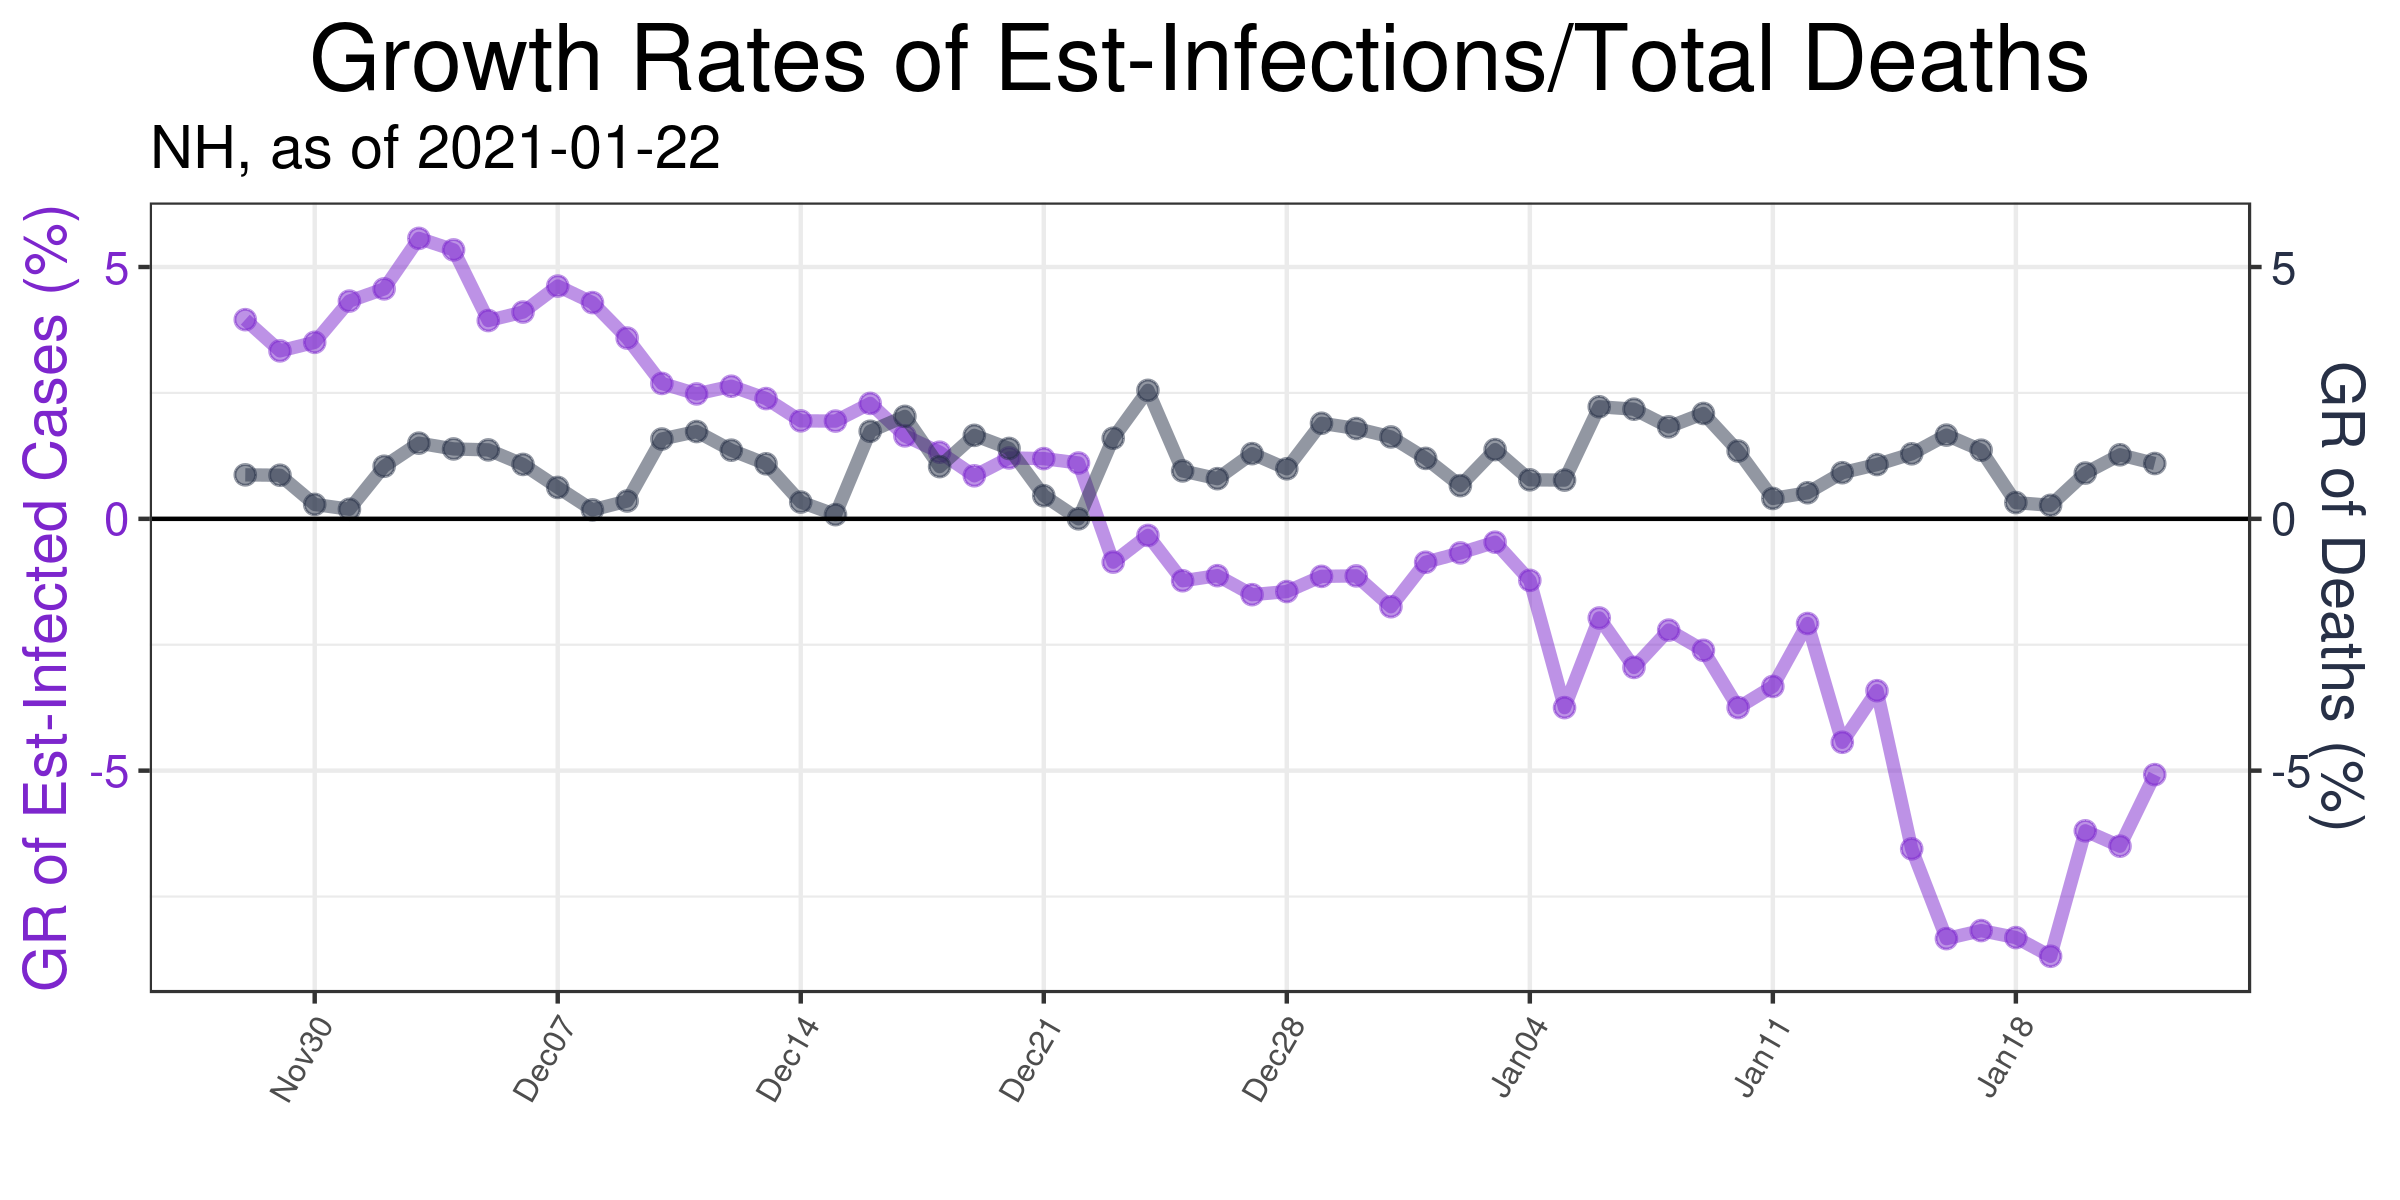 Growth Rates of Est-Infections/Total Deaths
NH, as of 2021-01-22
GR of Est-Infected Cases (%)
5
0
-5
5
0
-5
GR of Deaths (%)
Nov30
Dec07
Dec14
Dec21
Dec28
Jan04
Jan11
Jan18